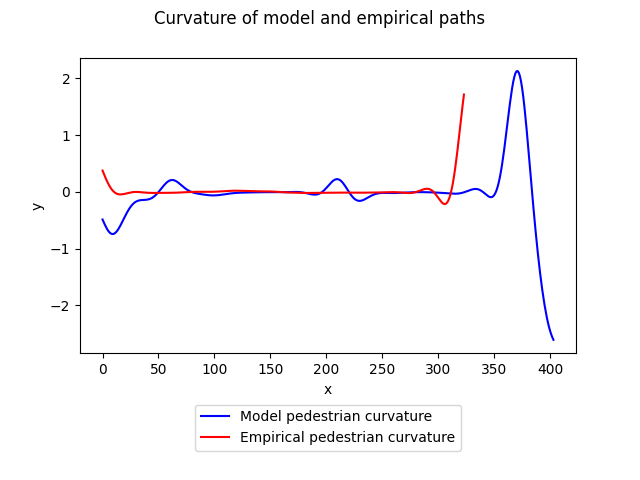 Curvature of model and empirical paths
2
1
0
−1
−2
y
0 50 100 150 200 250 300 350 400
x
Model pedestrian curvature
Empirical pedestrian curvature